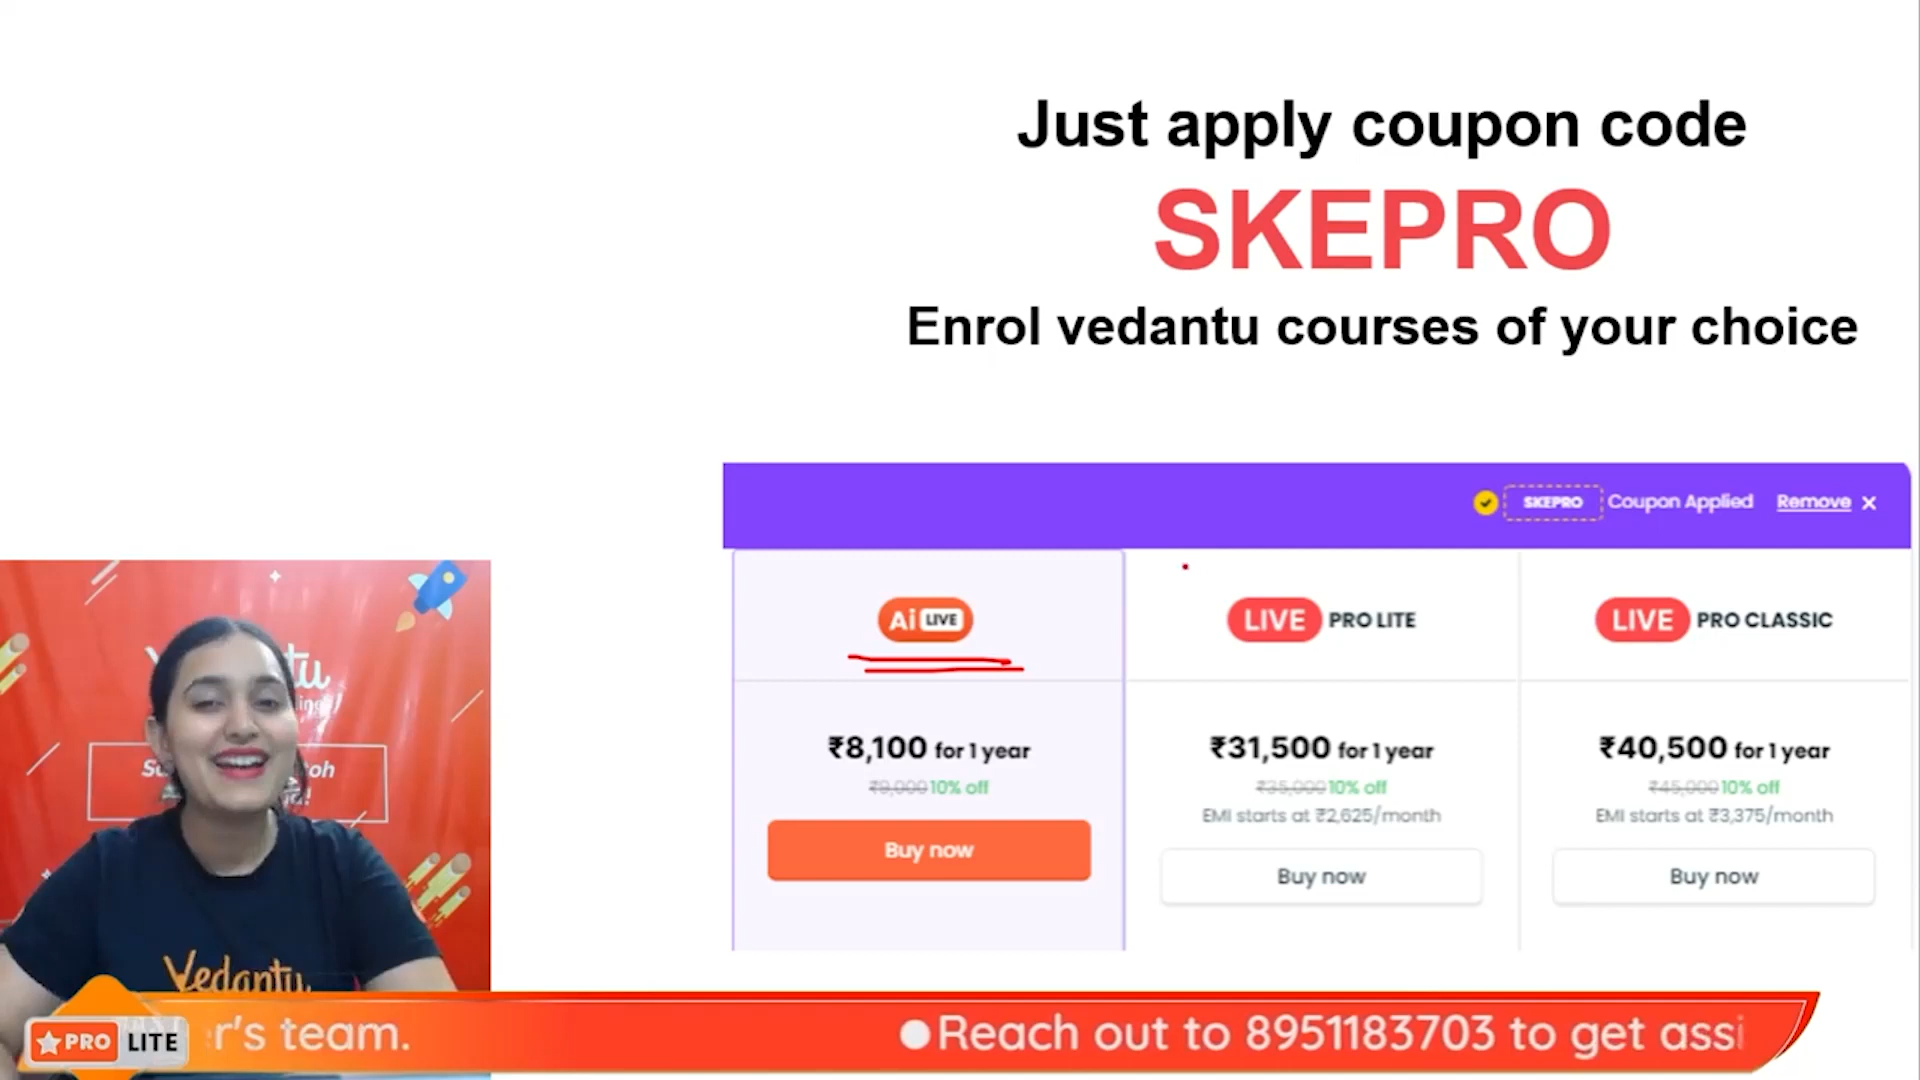 Just apply coupon code
SKEPRO
Enrol vedantu courses of your choice
SKEPRO Coupon Applied Remove
Ai LIVE
LIVE PRO LITE
LIVE PRO CLASSIC
₹8,100 for 1 year
₹9,000 10% off
Buy now
₹31,500 for 1 year
₹35,000 10% off
EMI starts at ₹2,625/month
Buy now
₹40,500 for 1 year
₹45,000 10% off
EMI starts at ₹3,375/month
Buy now
Vedantu
PRO LITE
r's team.
Reach out to 8951183703 to get assi